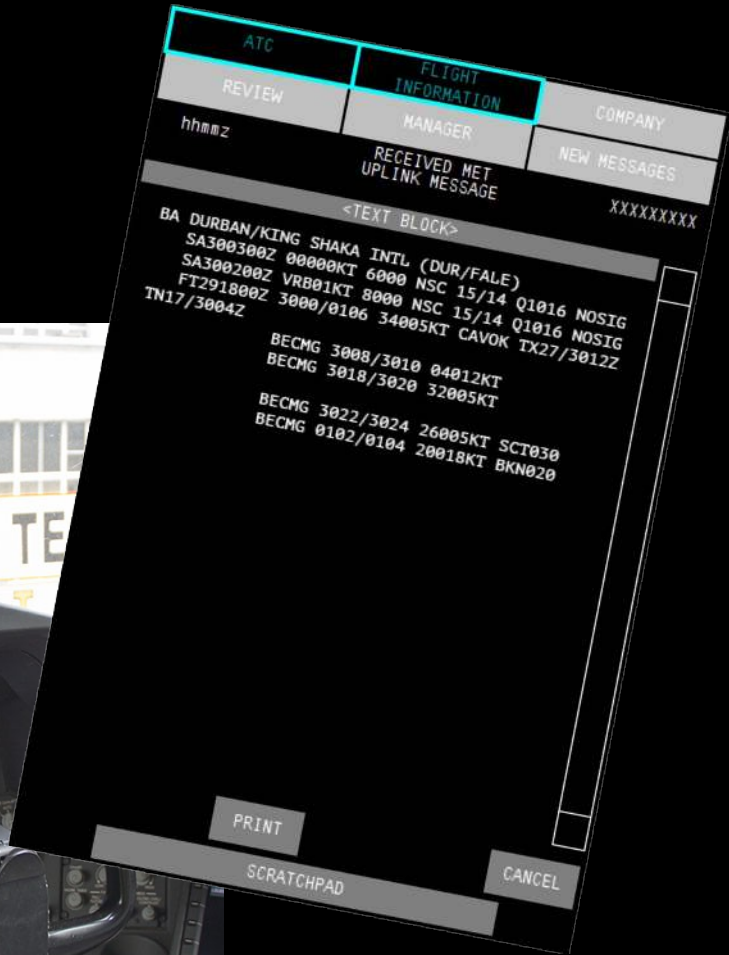 ATC
FLIGHT
INFORMATION
COMPANY
REVIEW
MANAGER
NEW MESSAGES
hhmmz
RECEIVED MET
UPLINK MESSAGE
XXXXXXXXX
<TEXT BLOCK>
BA DURBAN/KING SHAKA INTL (DUR/FALE)
SA300300Z 00000KT 6000 NSC 15/14 Q1016 NOSIG
SA300200Z VRB01KT 8000 NSC 15/14 Q1016 NOSIG
FT291800Z 3000/0106 34005KT CAVOK TX27/3012Z
TN17/3004Z
BECMG 3008/3010 04012KT
BECMG 3018/3020 32005KT
BECMG 3022/3024 26005KT SCT030
BECMG 0102/0104 20018KT BKN020
PRINT
CANCEL
SCRATCHPAD
TE